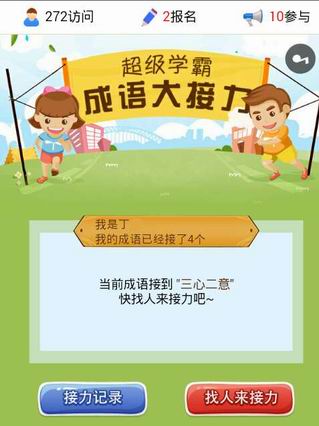 272访问 2报名 10参与
超级学霸
成语大接力
我是丁
我的成语已经接了4个
当前成语接到 "三心二意"
快找人来接力吧~
接力记录 找人来接力